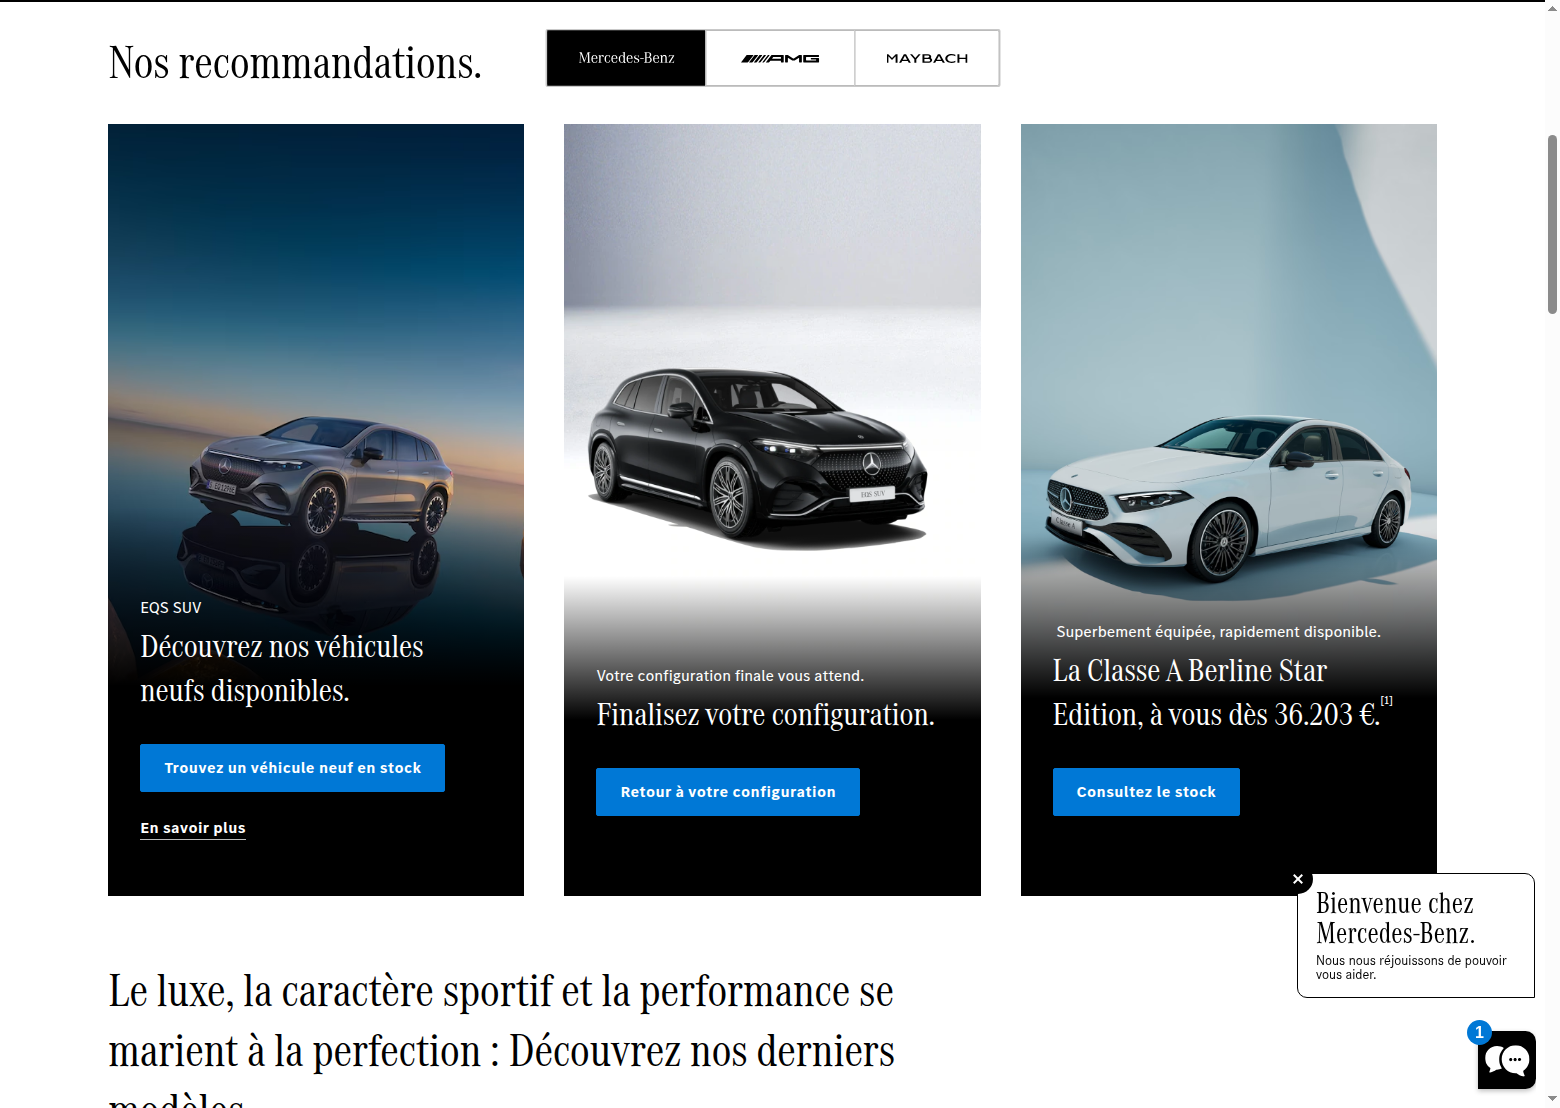 Nos recommandations.
Mercedes-Benz
AMG
MAYBACH
EQS SUV
Découvrez nos véhicules
neufs disponibles.
Trouvez un véhicule neuf en stock
En savoir plus
EQS SUV
Votre configuration finale vous attend.
Finalisez votre configuration.
Retour à votre configuration
Classe A
Superbement équipée, rapidement disponible.
La Classe A Berline Star
Edition, à vous dès 36.203 €.[1]
Consultez le stock
Bienvenue chez
Mercedes-Benz.
Nous nous réjouissons de pouvoir
vous aider.
1
Le luxe, la caractère sportif et la performance se
marient à la perfection : Découvrez nos derniers
modèles